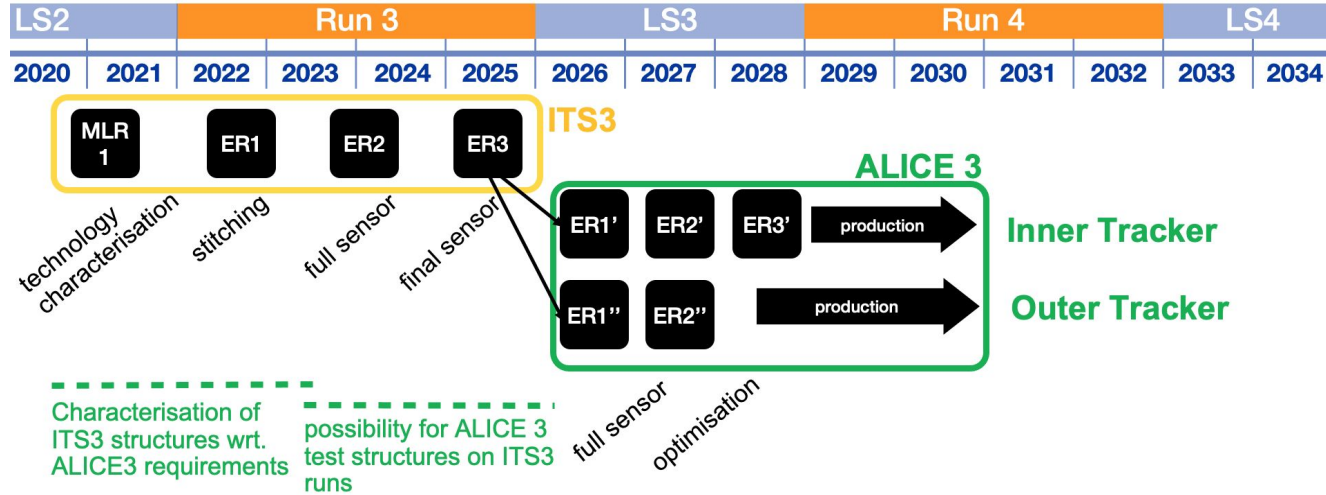 LS2 Run 3 LS3 Run 4 LS4
2020 2021 2022 2023 2024 2025 2026 2027 2028 2029 2030 2031 2032 2033 2034
MLR
1
ER1
ER2
ER3
ITS3
technology
characterisation
stitching
full sensor
final sensor
ALICE 3
ER1’
ER2’
ER3’
production
Inner Tracker
ER1’’
ER2’’
production
Outer Tracker
full sensor
optimisation
Characterisation of
ITS3 structures wrt.
ALICE3 requirements
possibility for ALICE 3
test structures on ITS3
runs